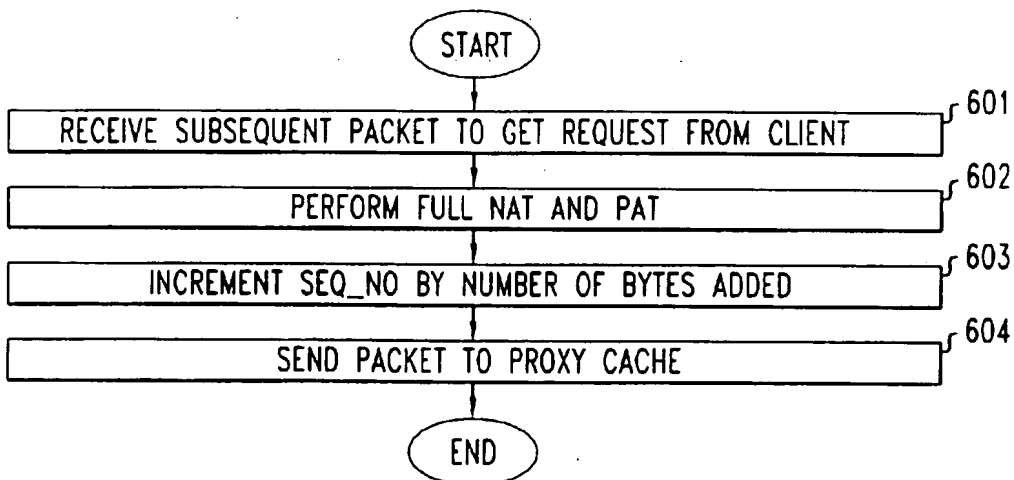 START
601
RECEIVE SUBSEQUENT PACKET TO GET REQUEST FROM CLIENT
602
PERFORM FULL NAT AND PAT
603
INCREMENT SEQ_NO BY NUMBER OF BYTES ADDED
604
SEND PACKET TO PROXY CACHE
END